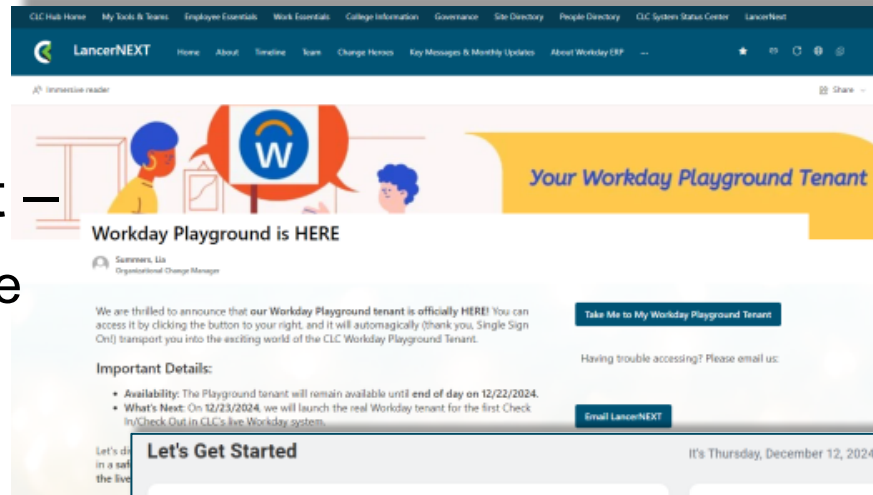 CLC Hub Home My Tools & Teams Employee Essentials Work Essentials College Information Governance Site Directory People Directory CLC System Status Center LancerNext
LancerNEXT Home About Timeline Team Change Heroes Key Messages & Monthly Updates About Workday ERP ...
Immersive reader Share
W
Your Workday Playground Tenant
t –
Workday Playground is HERE
Summers, Lia
Organizational Change Manager
e
We are thrilled to announce that our Workday Playground tenant is officially HERE! You can
access it by clicking the button to your right, and it will automagically (thank you, Single Sign
On!) transport you into the exciting world of the CLC Workday Playground Tenant.
Take Me to My Workday Playground Tenant
Having trouble accessing? Please email us:
Important Details:
• Availability: The Playground tenant will remain available until end of day on 12/22/2024.
• What's Next: On 12/23/2024, we will launch the real Workday tenant for the first Check
In/Check Out in CLC's live Workday system.
Email LancerNEXT
Let's
in a
the live
Let's Get Started
It's Thursday, December 12, 2024